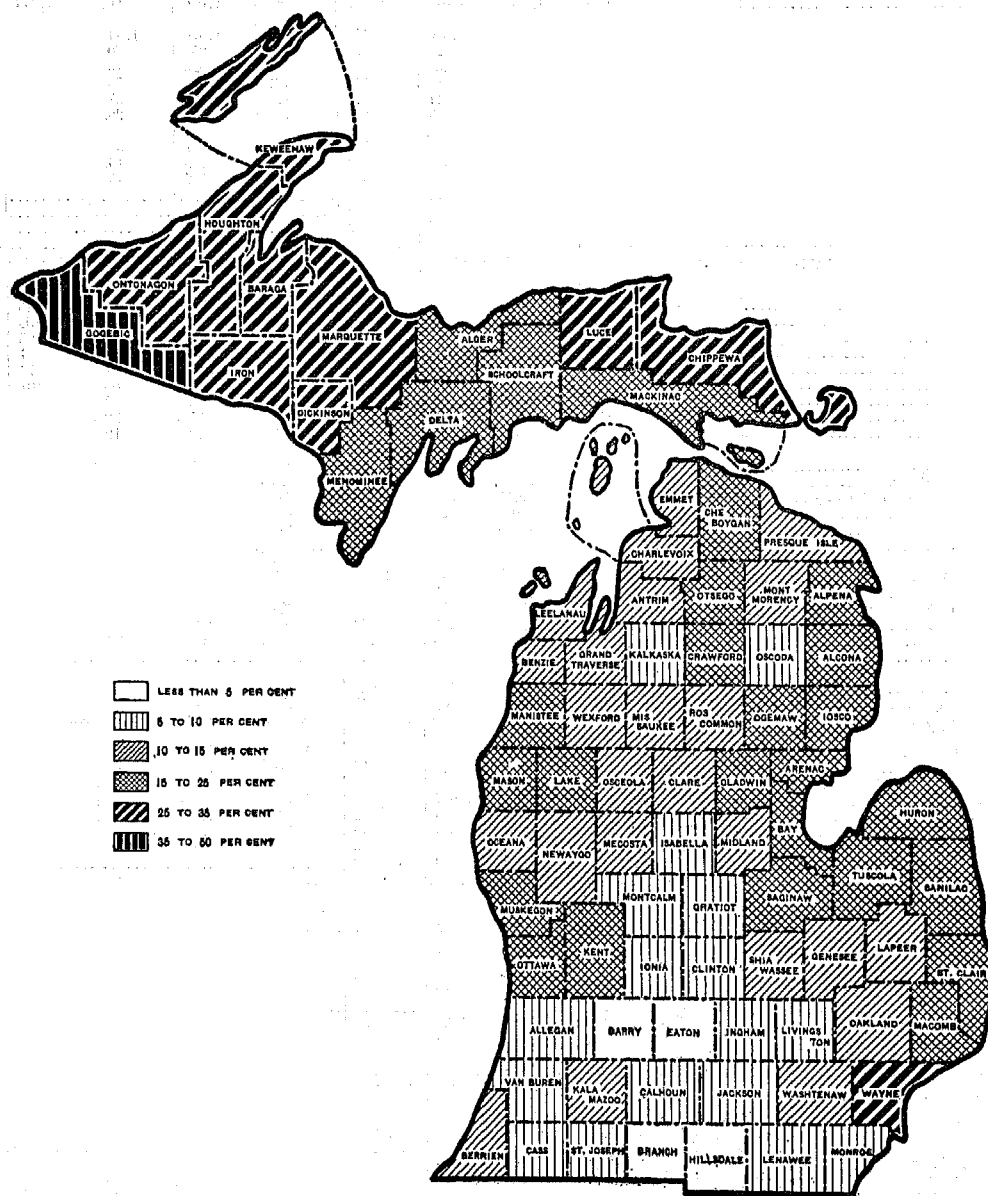 KEWEENAW
HOUGHTON
ONTONAGON
BARAGA
GOGEBIC
MARQUETTE
IRON
DICKINSON
ALGER
SCHOOLCRAFT
LUCE
CHIPPEWA
MACKINAC
DELTA
MENOMINEE
EMMET
CHE
BOYGAN
PRESQUE ISLE
CHARLEVOIX
LEELANAU
ANTRIM
OTSEGO
MONT
MORENCY
ALPENA
BENZIE
GRAND
TRAVERSE
KALKASKA
CRAWFORD
OSCODA
ALCONA
MANISTEE
WEXFORD
MIS
SAUKEE
ROS
COMMON
OGEMAW
IOSCO
LESS THAN 5 PER CENT
5 TO 10 PER CENT
10 TO 15 PER CENT
15 TO 25 PER CENT
25 TO 35 PER CENT
35 TO 50 PER CENT
MASON
LAKE
OSCEOLA
CLARE
GLADWIN
ARENAC
HURON
OCEANA
NEWAYGO
MECOSTA
ISABELLA
MIDLAND
BAY
TUSCOLA
SANILAC
MUSKEGON
MONTCALM
GRATIOT
SAGINAW
OTTAWA
KENT
IONIA
CLINTON
SHIA
WASSEE
GENESEE
LAPEER
ST. CLAIR
ALLEGAN
BARRY
EATON
INGHAM
LIVINGS
TON
OAKLAND
MACOMB
VAN BUREN
KALA
MAZOO
CALHOUN
JACKSON
WASHTENAW
WAYNE
BERRIEN
CASS
ST. JOSEPH
BRANCH
HILLSDALE
LENAWEE
MONROE